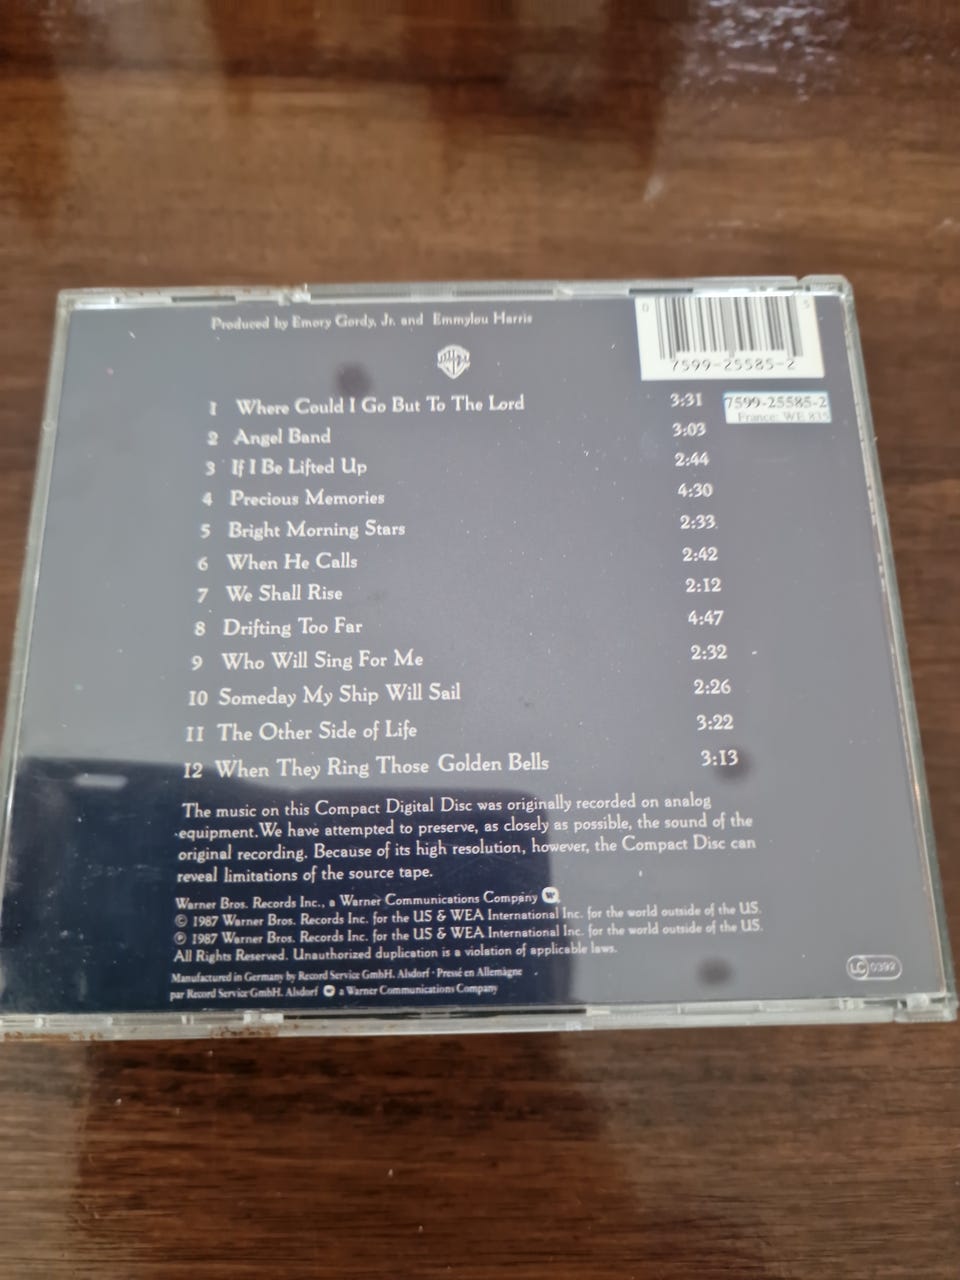 Produced by Emory Gordy, Jr. and Emmylou Harris
0 5
7599-25585-2
7599-25585-2
France: WE 835
1 Where Could I Go But To The Lord 3:31
2 Angel Band 3:03
3 If I Be Lifted Up 2:44
4 Precious Memories 4:30
5 Bright Morning Stars 2:33
6 When He Calls 2:42
7 We Shall Rise 2:12
8 Drifting Too Far 4:47
9 Who Will Sing For Me 2:32
10 Someday My Ship Will Sail 2:26
11 The Other Side of Life 3:22
12 When They Ring Those Golden Bells 3:13
The music on this Compact Digital Disc was originally recorded on analog
equipment. We have attempted to preserve, as closely as possible, the sound of the
original recording. Because of its high resolution, however, the Compact Disc can
reveal limitations of the source tape.
Warner Bros. Records Inc., a Warner Communications Company
© 1987 Warner Bros. Records Inc. for the US & WEA International Inc. for the world outside of the US.
℗ 1987 Warner Bros. Records Inc. for the US & WEA International Inc. for the world outside of the US.
All Rights Reserved. Unauthorized duplication is a violation of applicable laws.
Manufactured in Germany by Record Service GmbH. Alsdorf · Pressé en Allemagne
par Record Service GmbH. Alsdorf a Warner Communications Company
LC 0392